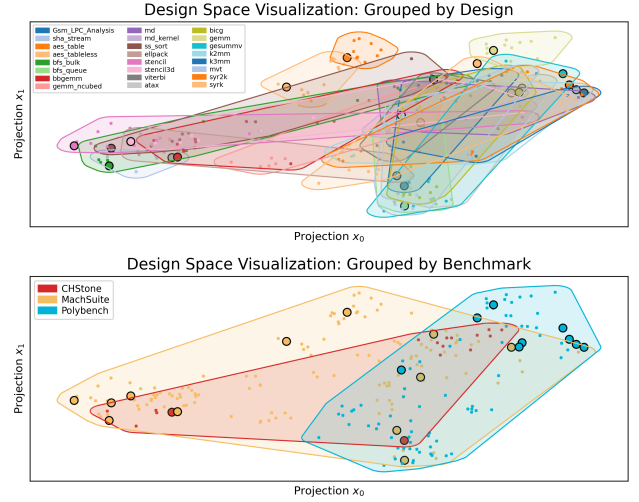 Design Space Visualization: Grouped by Design
Gsm_LPC_Analysis
sha_stream
aes_table
aes_tableless
bfs_bulk
bfs_queue
bbgemm
gemm_ncubed
md
md_kernel
ss_sort
ellpack
stencil
stencil3d
viterbi
atax
bicg
gemm
gesummv
k2mm
k3mm
mvt
syr2k
syrk
Projection x₁
Projection x₀
Design Space Visualization: Grouped by Benchmark
CHStone
MachSuite
Polybench
Projection x₁
Projection x₀